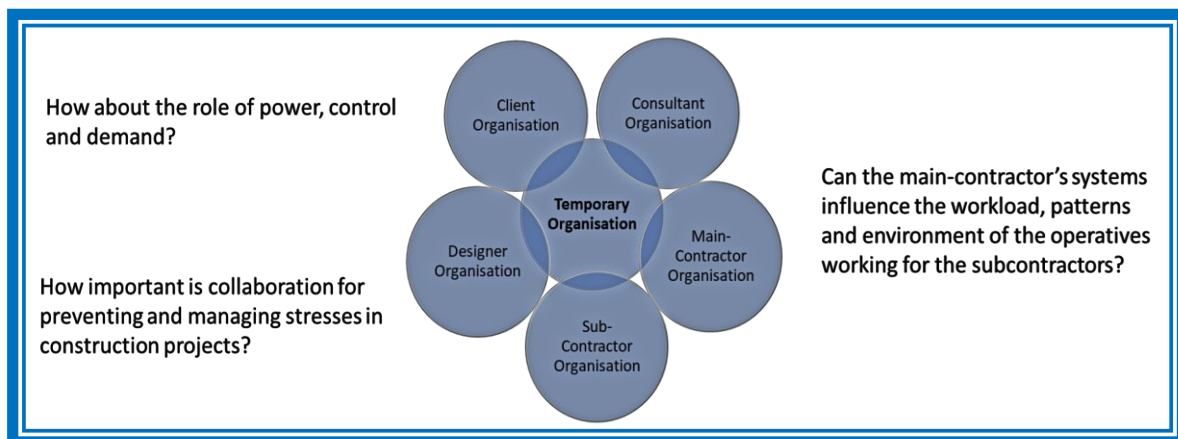 How about the role of power, control
and demand?
How important is collaboration for
preventing and managing stresses in
construction projects?
Client
Organisation
Consultant
Organisation
Temporary
Organisation
Designer
Organisation
Main-
Contractor
Organisation
Sub-
Contractor
Organisation
Can the main-contractor's systems
influence the workload, patterns
and environment of the operatives
working for the subcontractors?